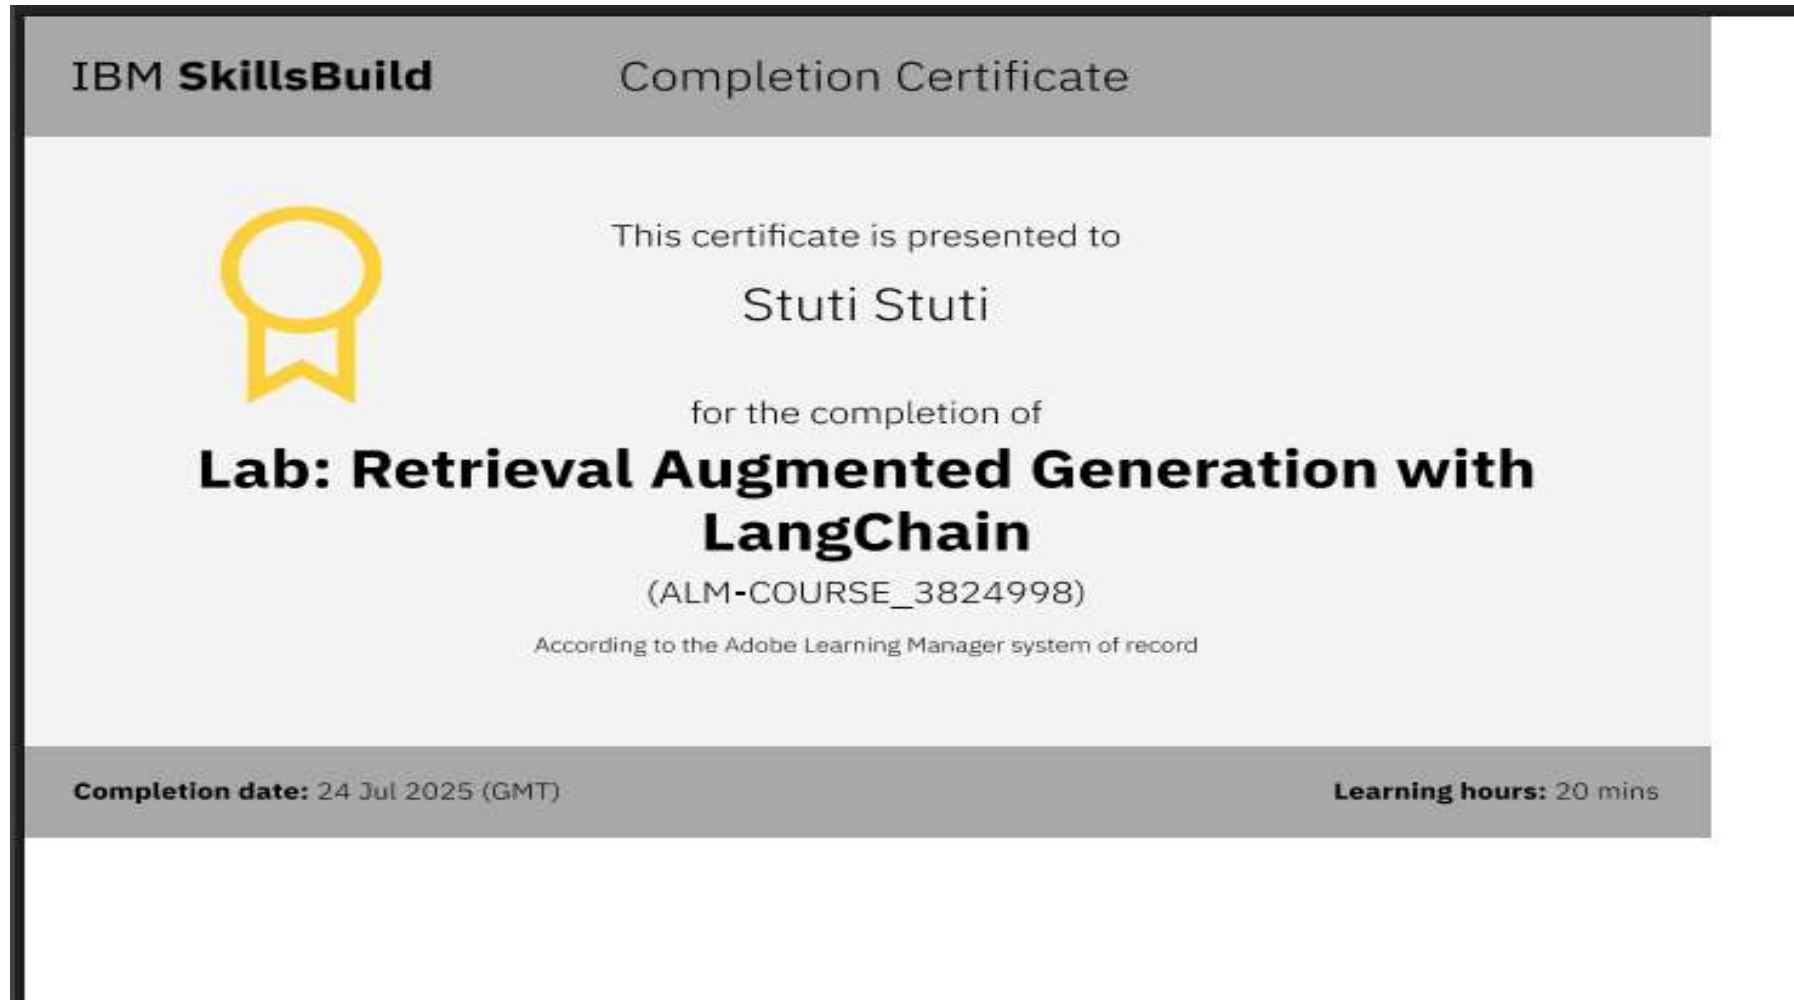 IBM SkillsBuild
Completion Certificate
This certificate is presented to
Stuti Stuti
for the completion of
Lab: Retrieval Augmented Generation with
LangChain
(ALM-COURSE_3824998)
According to the Adobe Learning Manager system of record
Completion date: 24 Jul 2025 (GMT)
Learning hours: 20 mins